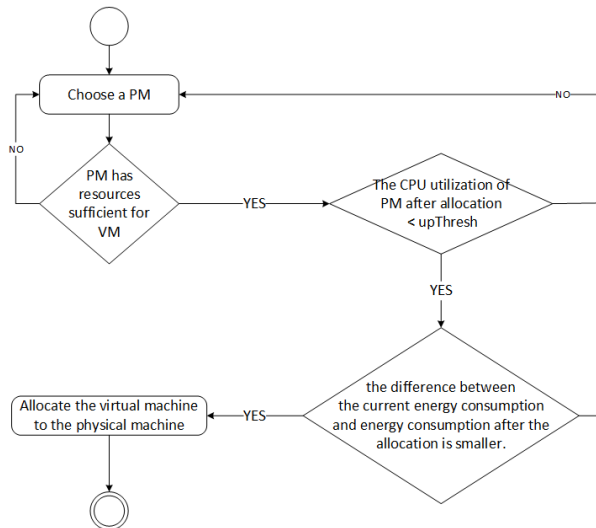 Choose a PM
NO
NO
PM has
resources
sufficient for
VM
YES
The CPU utilization of
PM after allocation
< upThresh
YES
the difference between
the current energy consumption
and energy consumption after the
allocation is smaller.
YES
Allocate the virtual machine
to the physical machine